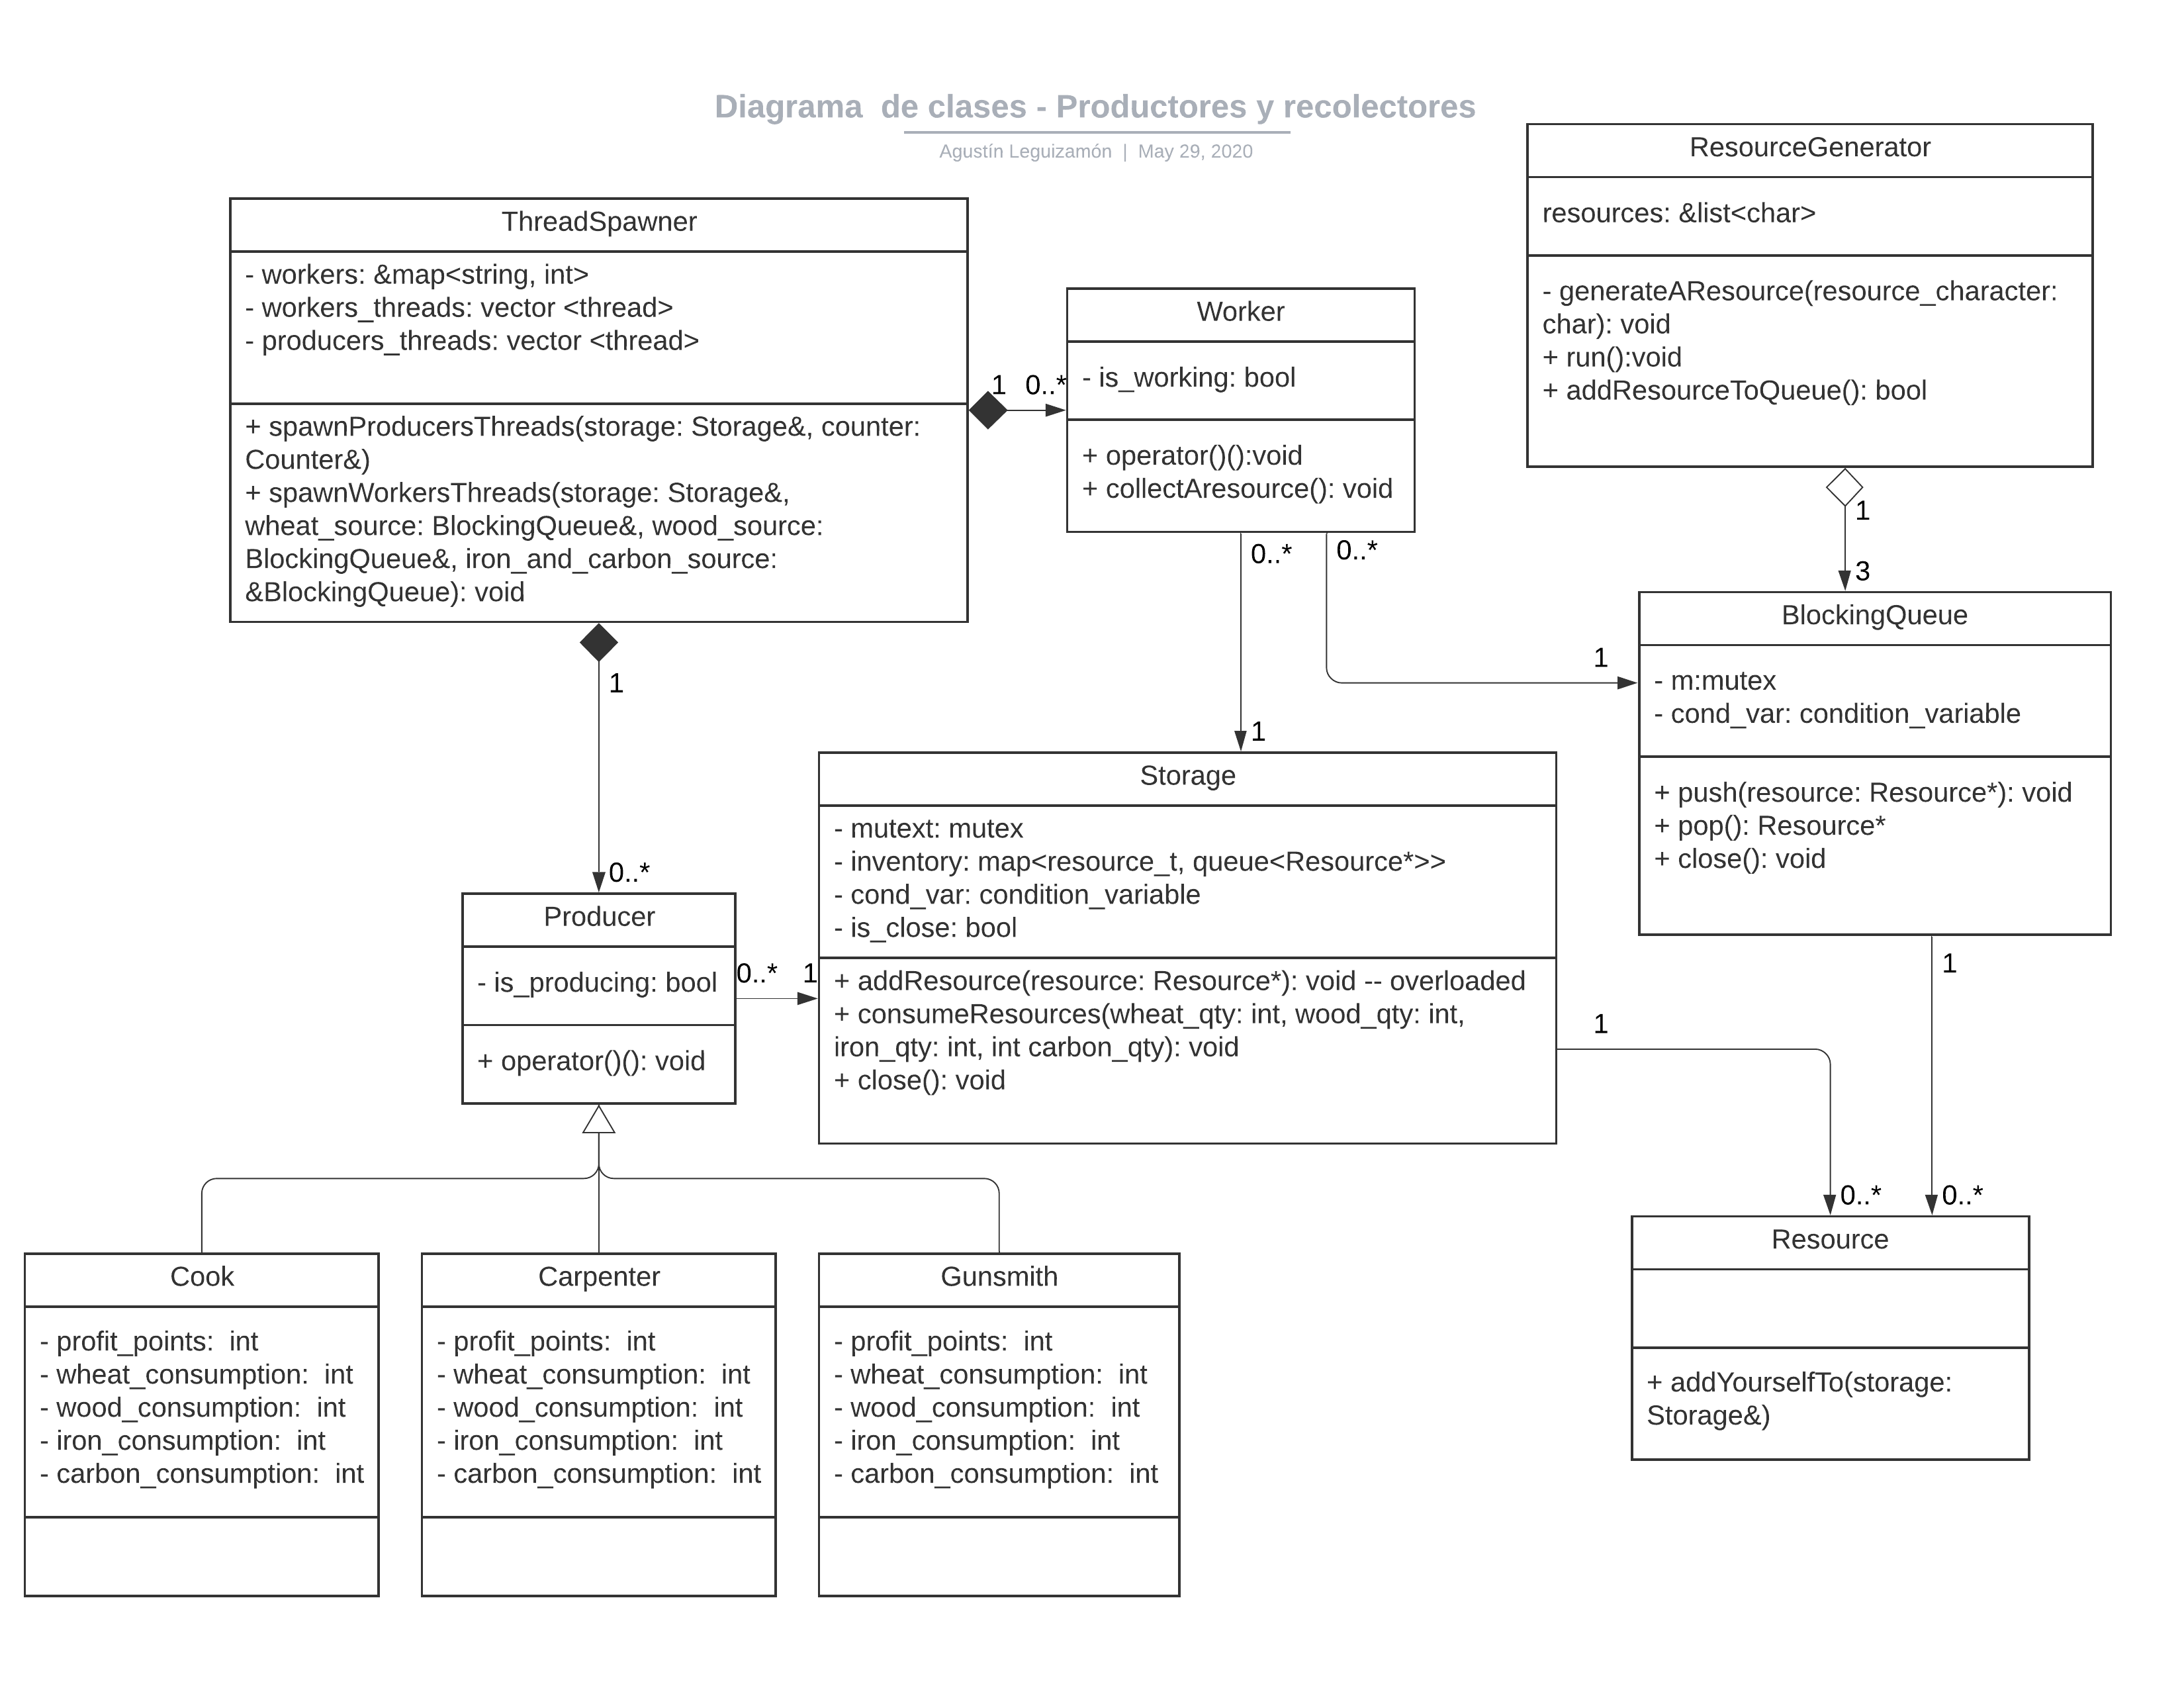 Diagrama  de clases - Productores y recolectores
Agustín Leguizamón  |  May 29, 2020
ThreadSpawner
- workers: &map<string, int>
- workers_threads: vector <thread>
- producers_threads: vector <thread>
+ spawnProducersThreads(storage: Storage&, counter:
Counter&)
+ spawnWorkersThreads(storage: Storage&,
wheat_source: BlockingQueue&, wood_source:
BlockingQueue&, iron_and_carbon_source:
&BlockingQueue): void
1
0..*
Worker
- is_working: bool
+ operator()():void
+ collectAresource(): void
ResourceGenerator
resources: &list<char>
- generateAResource(resource_character:
char): void
+ run():void
+ addResourceToQueue(): bool
1
3
0..*
0..*
1
1
BlockingQueue
- m:mutex
- cond_var: condition_variable
+ push(resource: Resource*): void
+ pop(): Resource*
+ close(): void
1
0..*
Producer
- is_producing: bool
+ operator()(): void
0..*
1
Storage
- mutext: mutex
- inventory: map<resource_t, queue<Resource*>>
- cond_var: condition_variable
- is_close: bool
+ addResource(resource: Resource*): void -- overloaded
+ consumeResources(wheat_qty: int, wood_qty: int,
iron_qty: int, int carbon_qty): void
+ close(): void
1
1
0..*
0..*
Resource
+ addYourselfTo(storage:
Storage&)
Cook
- profit_points:  int
- wheat_consumption:  int
- wood_consumption:  int
- iron_consumption:  int
- carbon_consumption:  int
Carpenter
- profit_points:  int
- wheat_consumption:  int
- wood_consumption:  int
- iron_consumption:  int
- carbon_consumption:  int
Gunsmith
- profit_points:  int
- wheat_consumption:  int
- wood_consumption:  int
- iron_consumption:  int
- carbon_consumption:  int